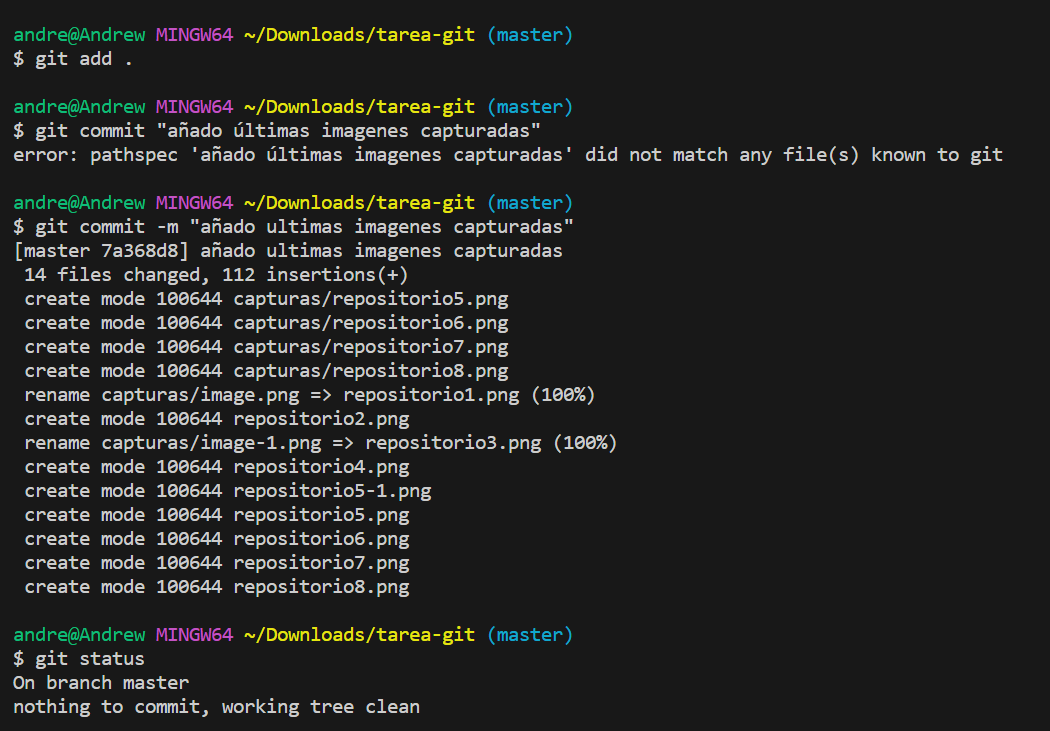 andre@Andrew MINGW64 ~/Downloads/tarea-git (master)
$ git add .
andre@Andrew MINGW64 ~/Downloads/tarea-git (master)
$ git commit "añado últimas imagenes capturadas"
error: pathspec 'añado últimas imagenes capturadas' did not match any file(s) known to git
andre@Andrew MINGW64 ~/Downloads/tarea-git (master)
$ git commit -m "añado ultimas imagenes capturadas"
[master 7a368d8] añado ultimas imagenes capturadas
 14 files changed, 112 insertions(+)
 create mode 100644 capturas/repositorio5.png
 create mode 100644 capturas/repositorio6.png
 create mode 100644 capturas/repositorio7.png
 create mode 100644 capturas/repositorio8.png
 rename capturas/image.png => repositorio1.png (100%)
 create mode 100644 repositorio2.png
 rename capturas/image-1.png => repositorio3.png (100%)
 create mode 100644 repositorio4.png
 create mode 100644 repositorio5-1.png
 create mode 100644 repositorio5.png
 create mode 100644 repositorio6.png
 create mode 100644 repositorio7.png
 create mode 100644 repositorio8.png
andre@Andrew MINGW64 ~/Downloads/tarea-git (master)
$ git status
On branch master
nothing to commit, working tree clean